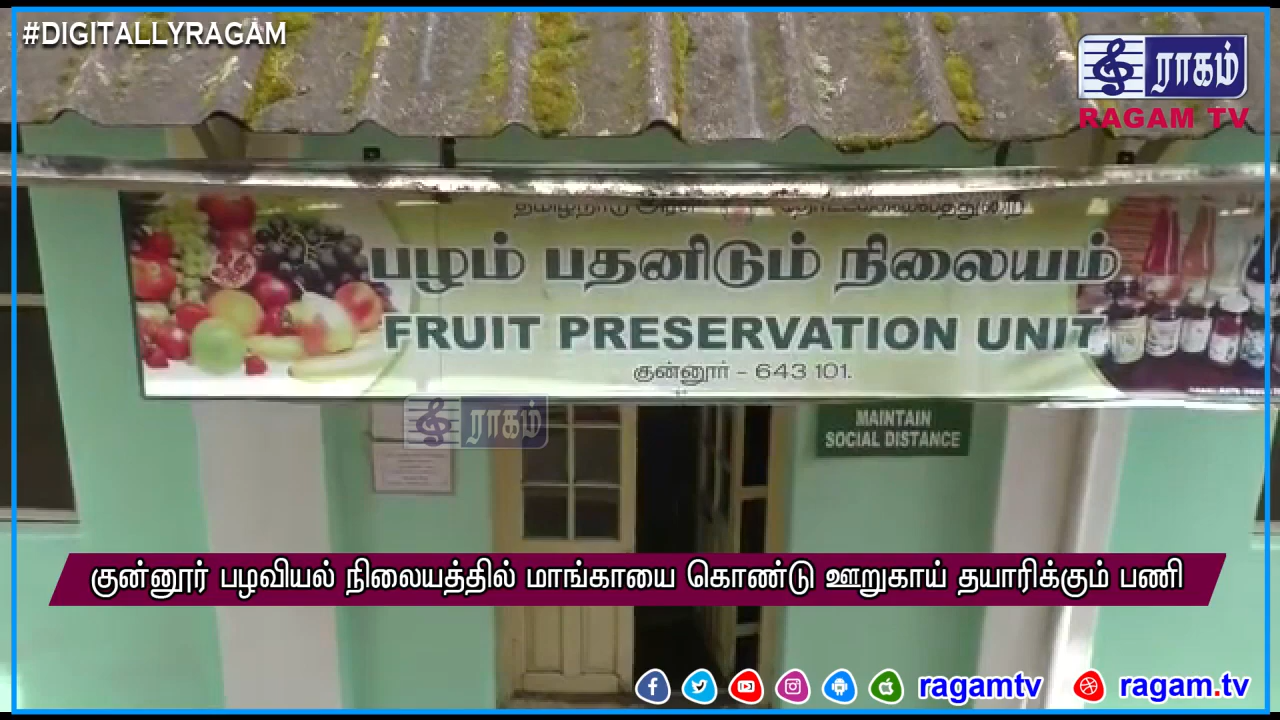 #DIGITALLYRAGAM
ராகம்
RAGAM TV
பழம் பதனிடும் நிலையம்
FRUIT PRESERVATION UNIT
குன்னூர் - 643 101.
ராகம்
MAINTAIN
SOCIAL DISTANCE
குன்னூர் பழவியல் நிலையத்தில் மாங்காயை கொண்டு ஊறுகாய் தயாரிக்கும் பணி
ragamtv
ragam.tv